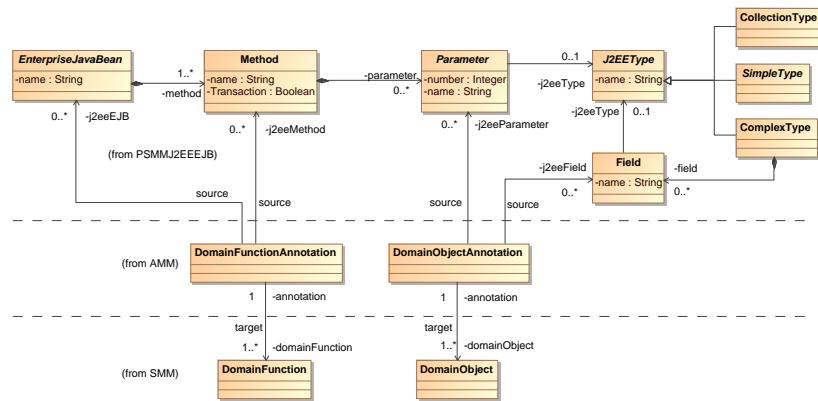 CollectionType
EnterpriseJavaBean
-name : String
1..*
-method
0..*
-j2eeEJB
Method
-name : String
-Transaction : Boolean
0..*
-j2eeMethod
-parameter
0..*
Parameter
-number : Integer
-name : String
0..*
-j2eeParameter
0..1
-j2eeType
J2EEType
-name : String
-j2eeType
0..1
SimpleType
ComplexType
(from PSMMJ2EEEJB)
-j2eeField
0..*
Field
-name : String
-field
0..*
source
source
source
source
(from AMM)
DomainFunctionAnnotation
DomainObjectAnnotation
1
-annotation
1
-annotation
target
target
1..*
-domainFunction
1..*
-domainObject
(from SMM)
DomainFunction
DomainObject